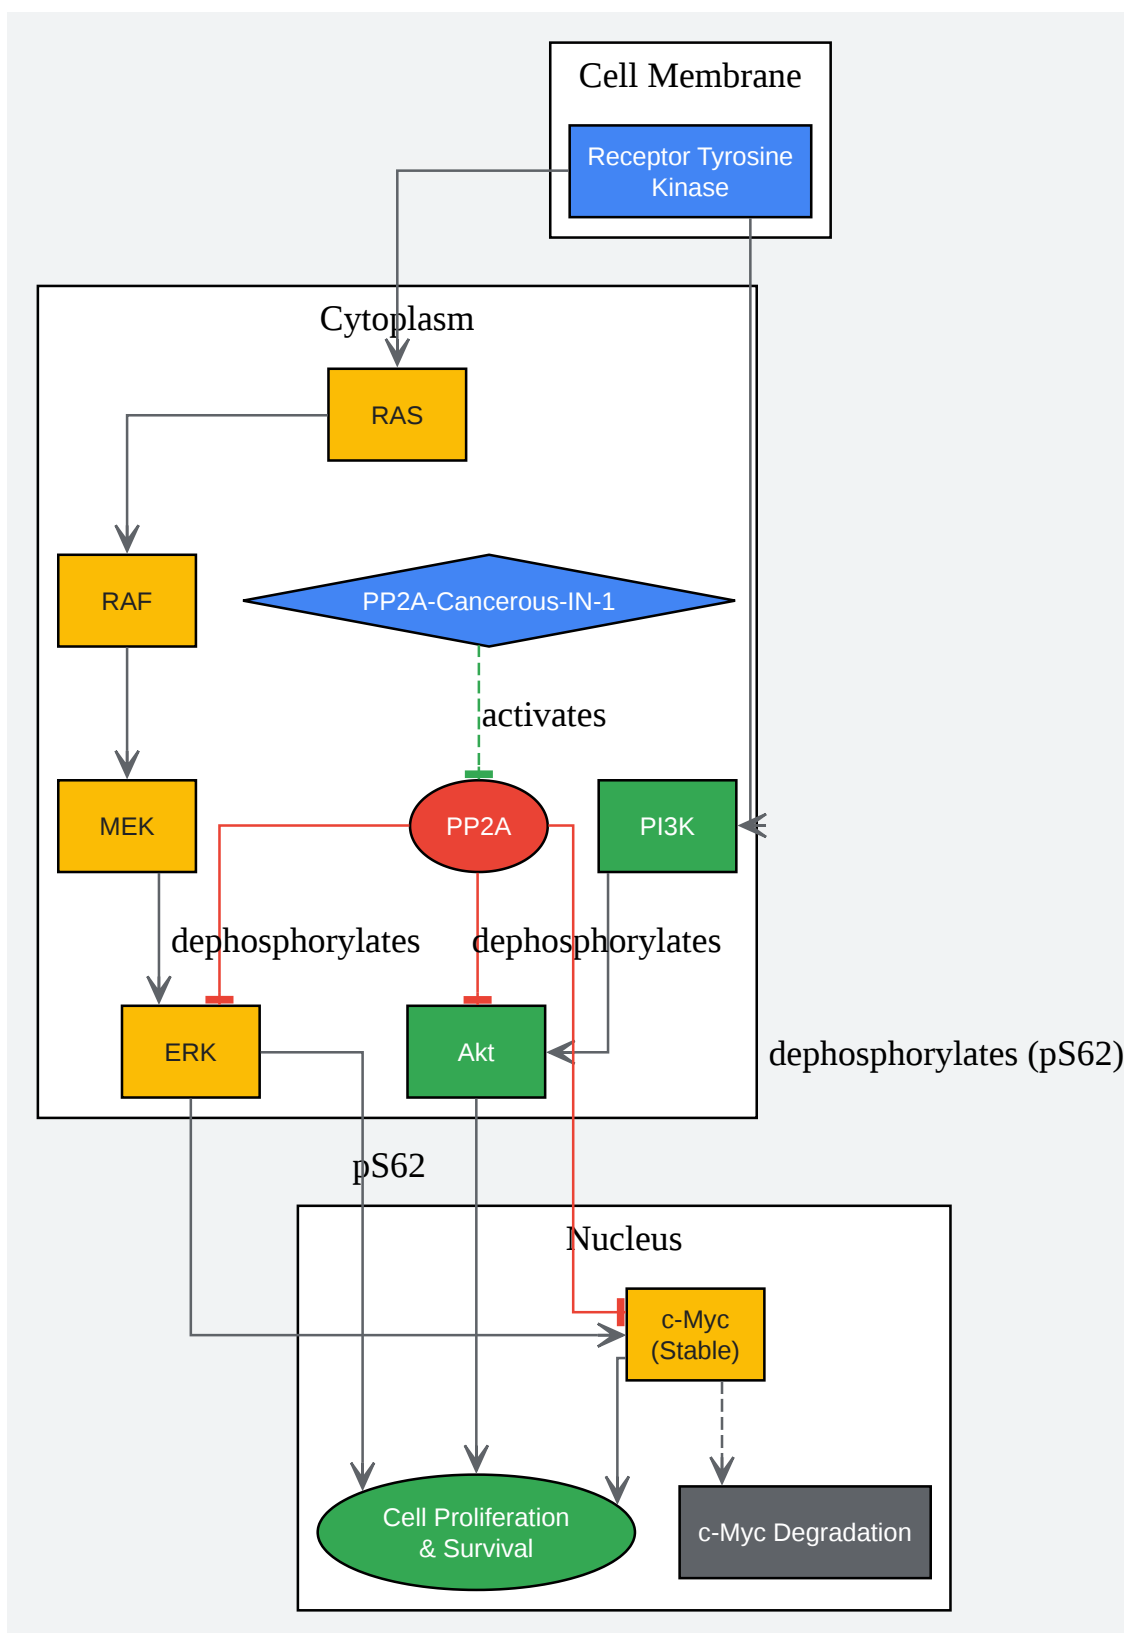 Cell Membrane
Receptor Tyrosine
Kinase
Cytoplasm
RAS
RAF
PP2A-Cancerous-IN-1
activates
MEK
PP2A
PI3K
dephosphorylates
dephosphorylates
ERK
Akt
dephosphorylates (pS62)
pS62
Nucleus
c-Myc
(Stable)
Cell Proliferation
& Survival
c-Myc Degradation